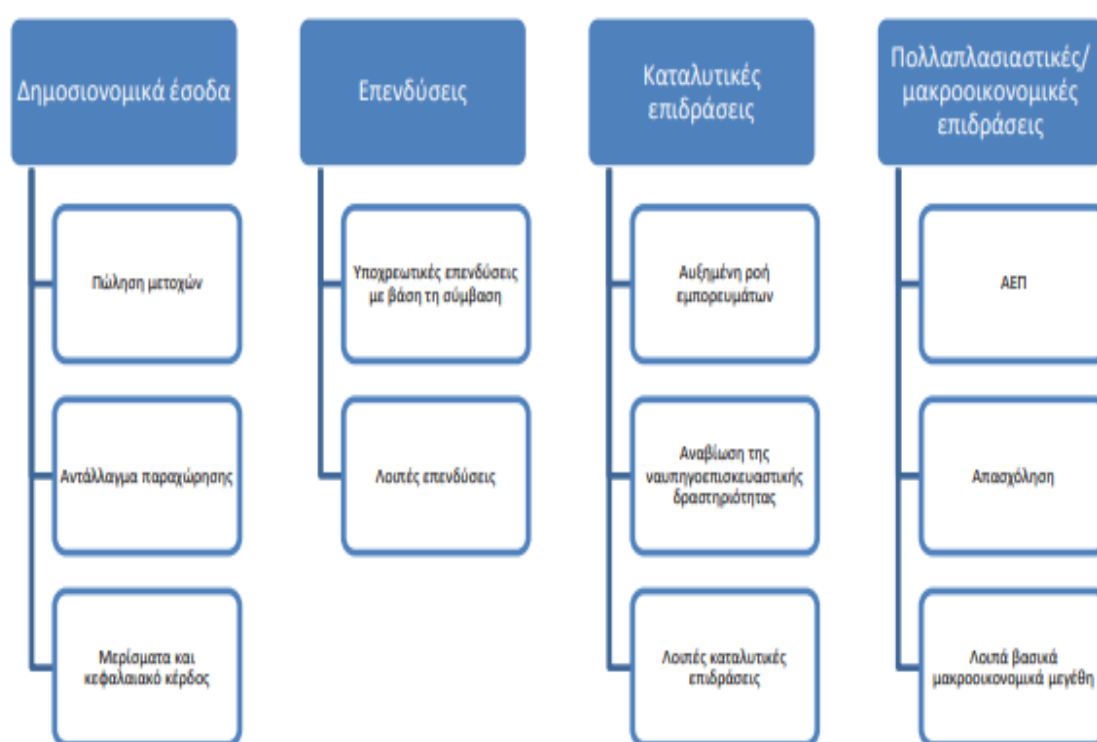 Δημοσιονομικά έσοδα
Πώληση μετοχών
Αντάλλαγμα παραχώρησης
Μερίσματα και
κεφαλαιακό κέρδος
Επενδύσεις
Υποχρεωτικές επενδύσεις
με βάση τη σύμβαση
Λοιπές επενδύσεις
Καταλυτικές
επιδράσεις
Αυξημένη ροή
εμπορευμάτων
Αναβίωση της
ναυπηγοεπισκευαστικής
δραστηριότητας
Λοιπές καταλυτικές
επιδράσεις
Πολλαπλασιαστικές/
μακροοικονομικές
επιδράσεις
ΑΕΠ
Απασχόληση
Λοιπά βασικά
μακροοικονομικά μεγέθη